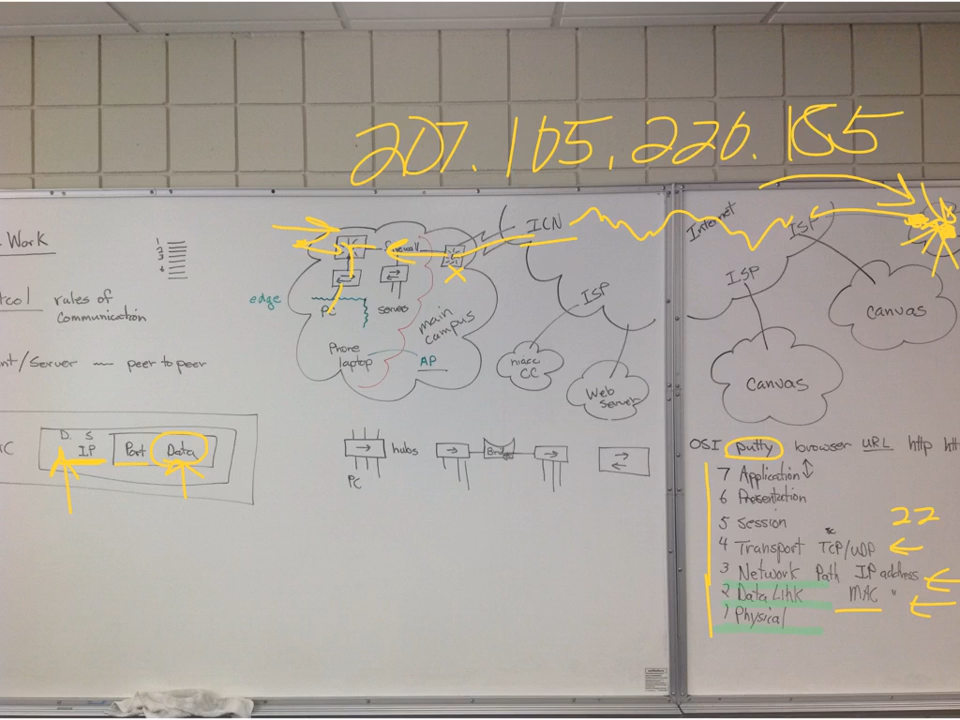 207.105.220.155
Work
1
2
3
4
rules of
communication
/Server — peer to peer
D. S
IP
Port
Data
edge
PC
Server
Phone
laptop
AP
main
campus
ICN
ISP
niacc
CC
Web
Server
Internet
ISP
ISP
Canvas
Canvas
hubs
PC
Bridge
OSI putty browser URL http
7 Application
6 Presentation
5 Session
22
4 Transport TCP/UDP
3 Network Path IP address
2 Data Link MAC "
1 Physical